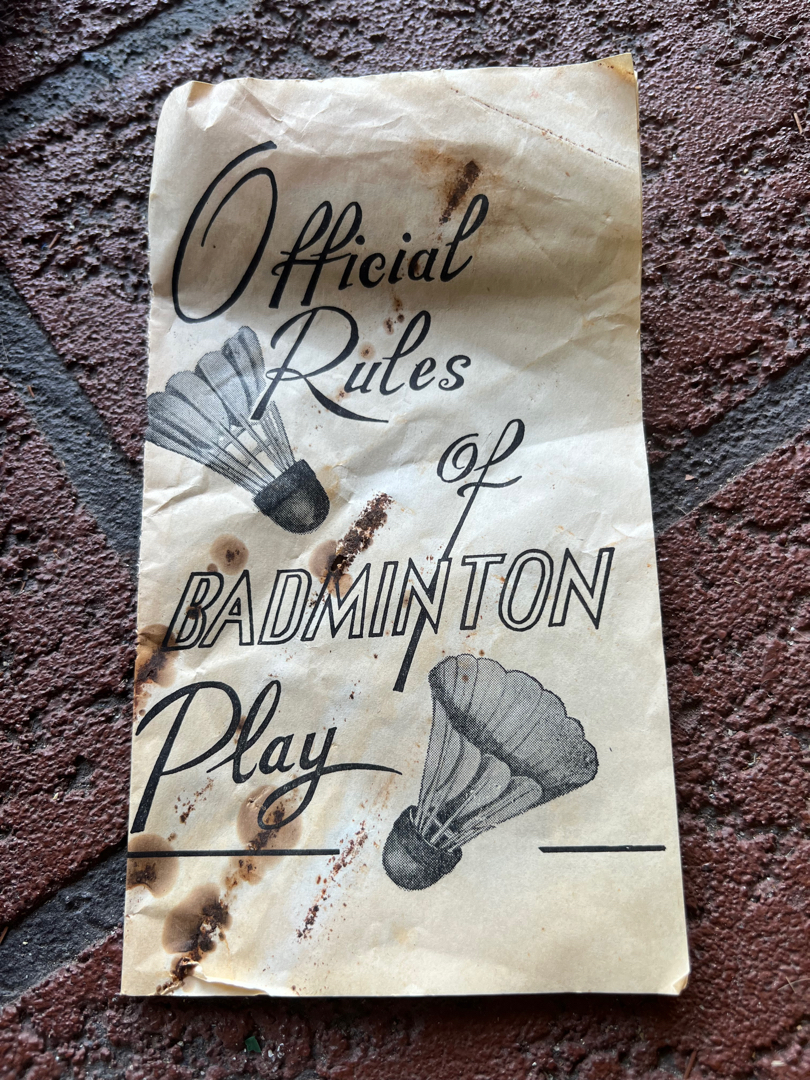 Official
Rules
of
BADMINTON
Play